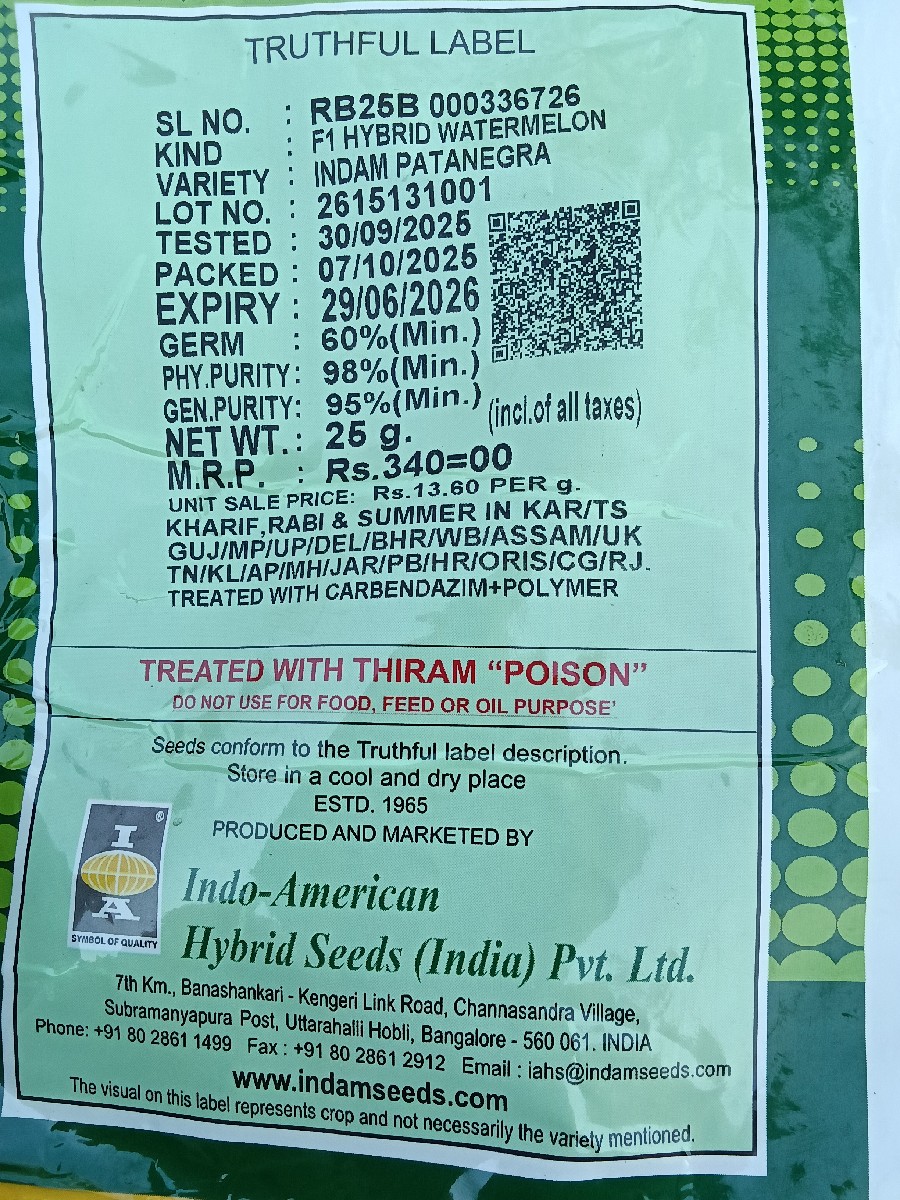 TRUTHFUL LABEL
SL NO. : RB25B 000336726
KIND : F1 HYBRID WATERMELON
VARIETY : INDAM PATANEGRA
LOT NO. : 2615131001
TESTED : 30/09/2025
PACKED : 07/10/2025
EXPIRY : 29/06/2026
GERM : 60%(Min.)
PHY.PURITY: 98%(Min.)
GEN.PURITY: 95%(Min.)
(incl.of all taxes)
NET WT.: 25 g.
M.R.P. : Rs.340=00
UNIT SALE PRICE: Rs.13.60 PER g.
KHARIF,RABI & SUMMER IN KAR/TS
GUJ/MP/UP/DEL/BHR/WB/ASSAM/UK
TN/KL/AP/MH/JAR/PB/HR/ORIS/CG/RJ.
TREATED WITH CARBENDAZIM+POLYMER
TREATED WITH THIRAM “POISON”
DO NOT USE FOR FOOD, FEED OR OIL PURPOSE’
Seeds conform to the Truthful label description.
Store in a cool and dry place
ESTD. 1965
PRODUCED AND MARKETED BY
I A ®
SYMBOL OF QUALITY
Indo-American
Hybrid Seeds (India) Pvt. Ltd.
7th Km., Banashankari - Kengeri Link Road, Channasandra Village,
Subramanyapura Post, Uttarahalli Hobli, Bangalore - 560 061. INDIA
Phone: +91 80 2861 1499 Fax : +91 80 2861 2912 Email : iahs@indamseeds.com
www.indamseeds.com
The visual on this label represents crop and not necessarily the variety mentioned.